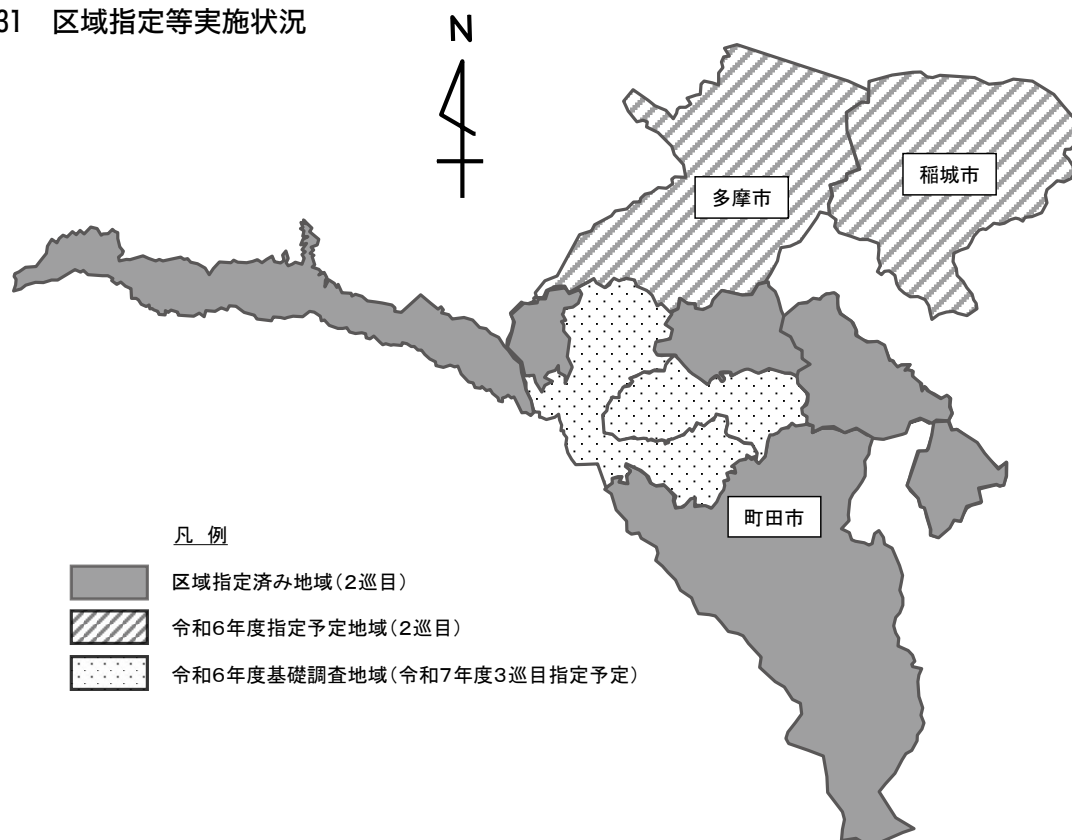 31 区域指定等実施状況
N
多摩市
稲城市
町田市
凡 例
区域指定済み地域(2巡目)
令和6年度指定予定地域(2巡目)
令和6年度基礎調査地域(令和7年度3巡目指定予定)